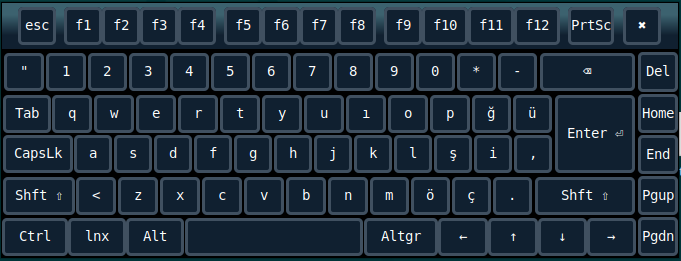 esc f1 f2 f3 f4 f5 f6 f7 f8 f9 f10 f11 f12 PrtSc ✖
" 1 2 3 4 5 6 7 8 9 0 * - ⌫ Del
Tab q w e r t y u ı o p ğ ü Enter ⏎ Home
CapsLk a s d f g h j k l ş i , End
Shft ⇧ < z x c v b n m ö ç . Shft ⇧ Pgup
Ctrl lnx Alt Altgr ← ↑ ↓ → Pgdn